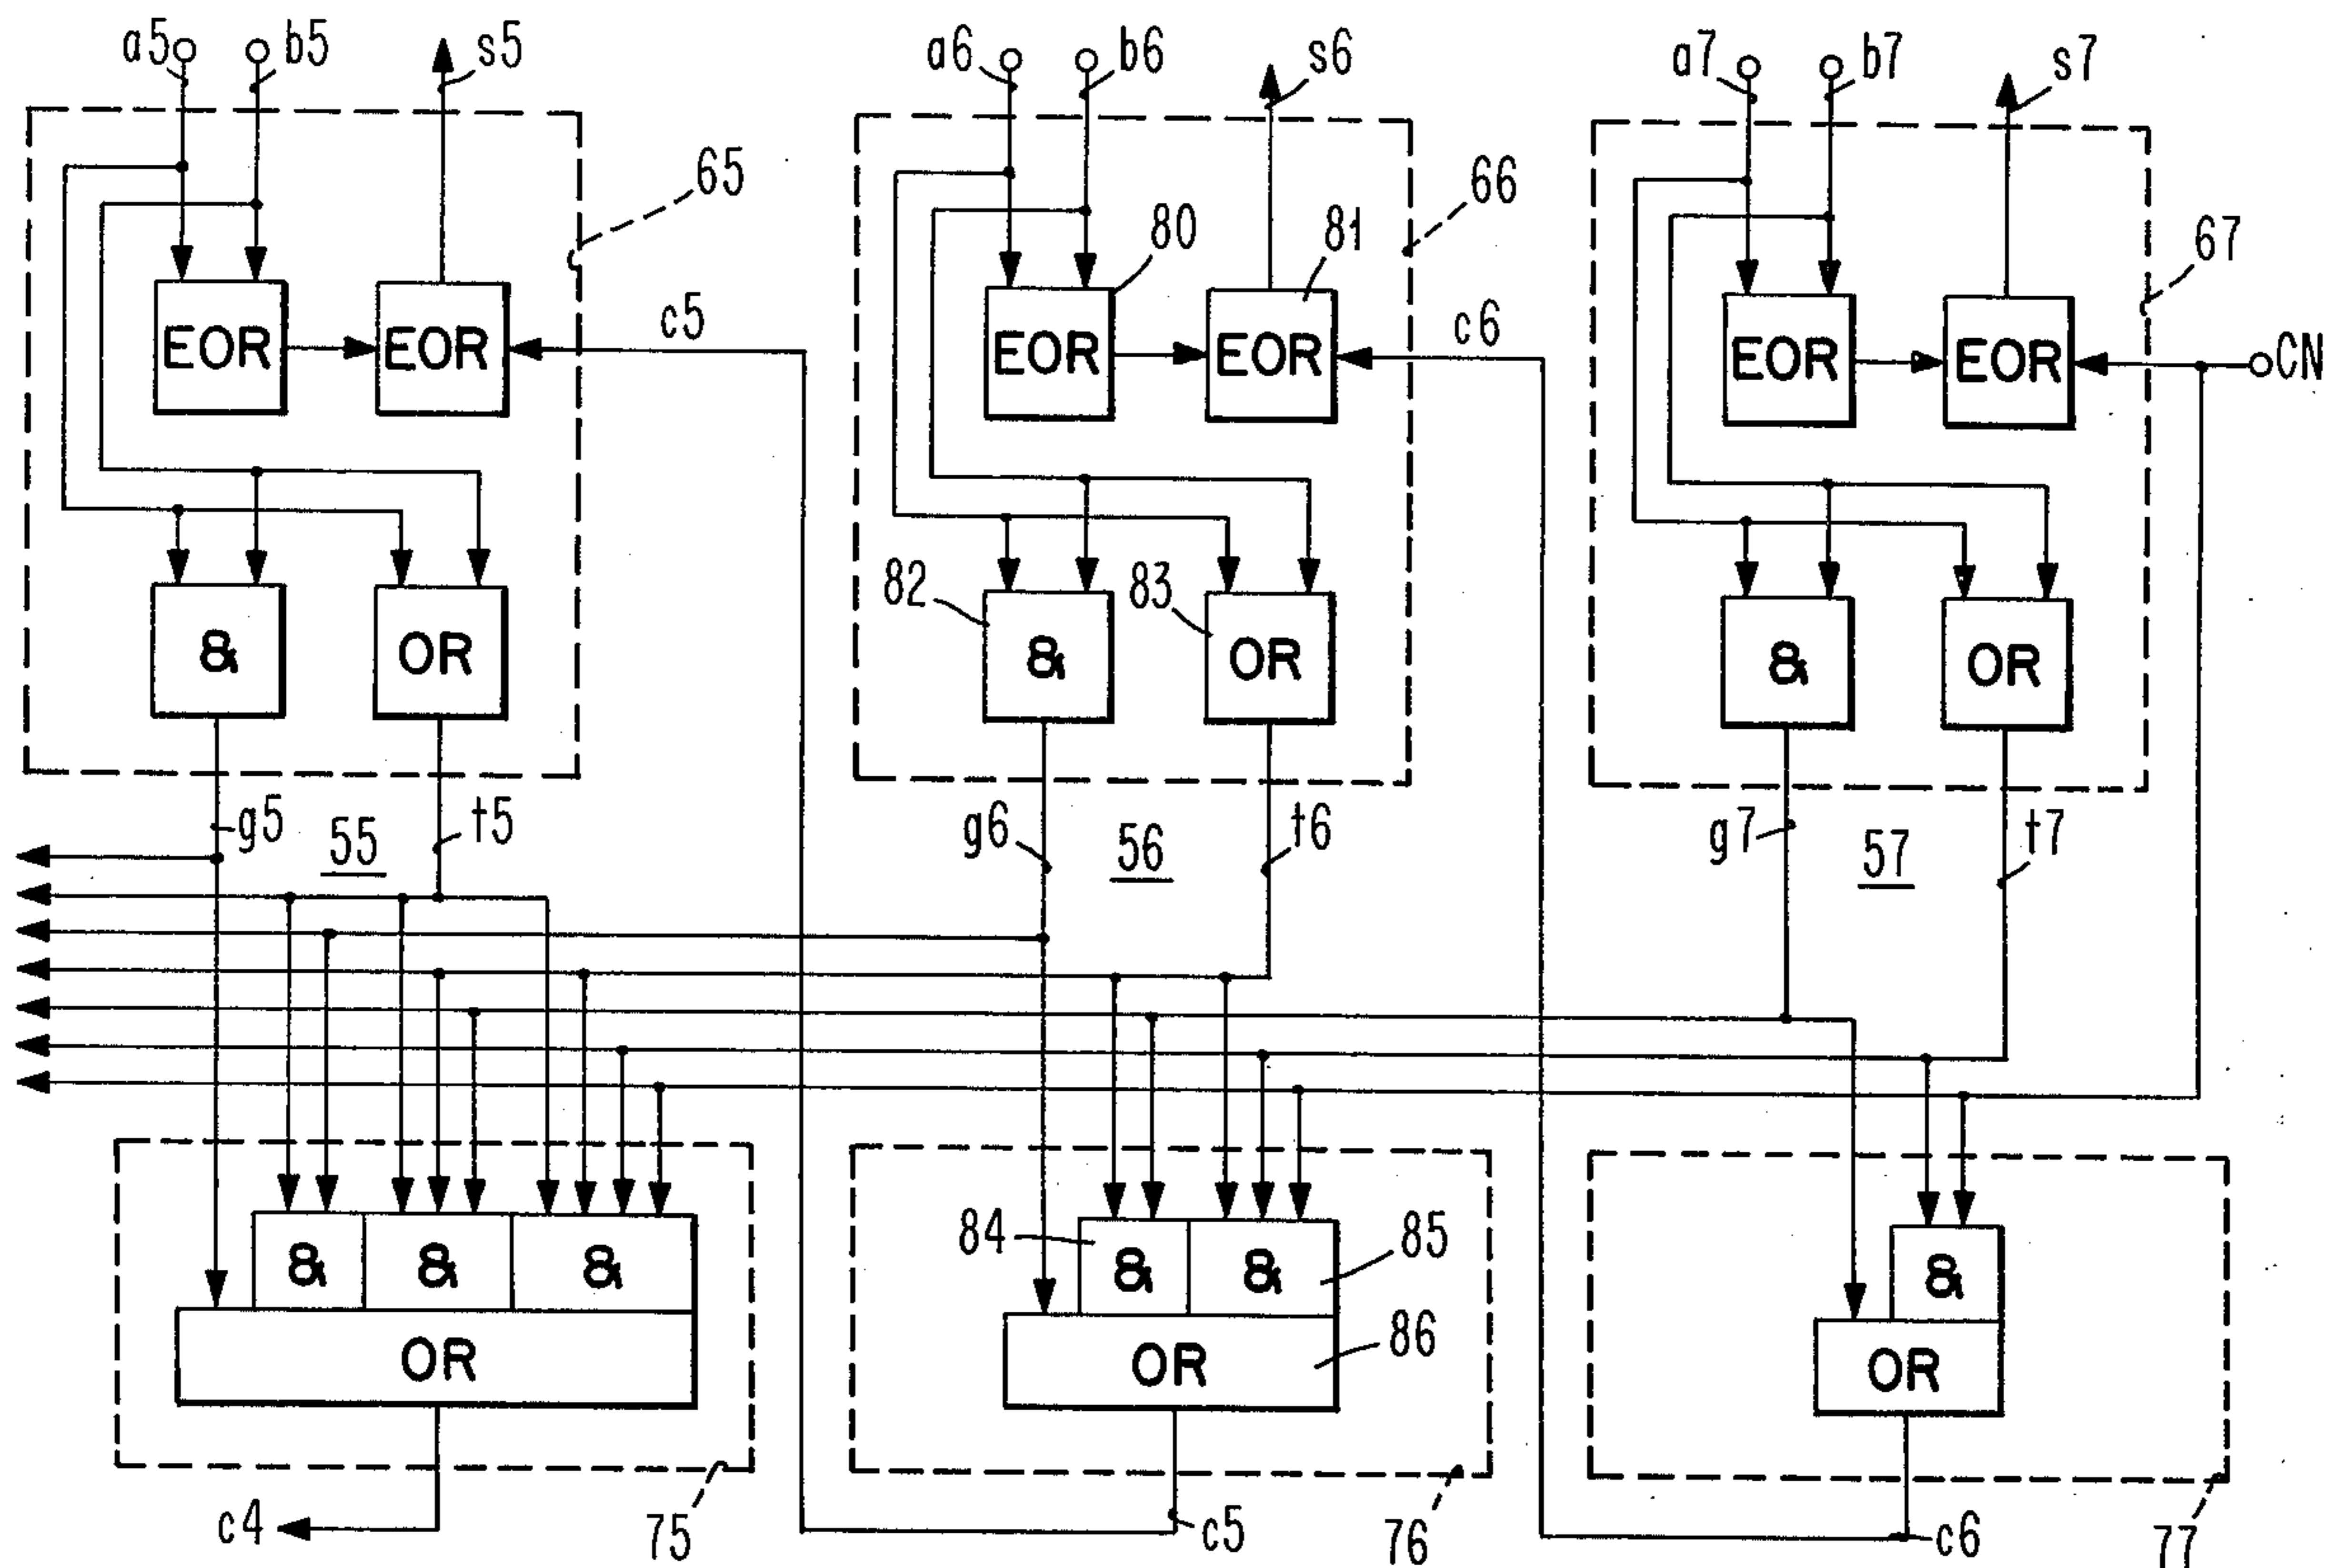 a5 b5 s5 a6 b6 s6 a7 b7 s7
65 66 67
80 81
c5 c6 CN
EOR EOR EOR EOR EOR EOR
82 83
& OR & OR & OR
g5 55 t5 g6 56 t6 g7 57 t7
84 85
& & & & & &
86
OR OR OR
c4 75 c5 76 c6 77